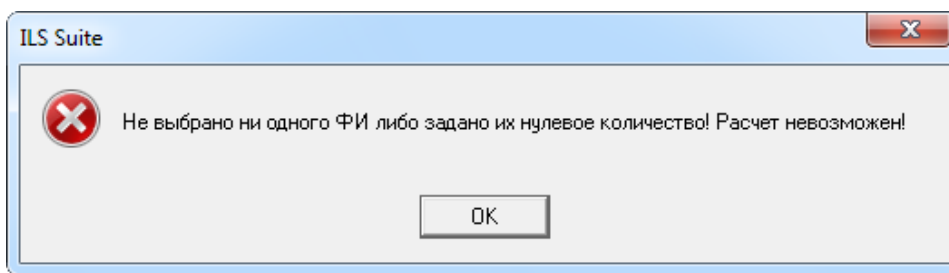 ILS Suite
Не выбрано ни одного ФИ либо задано их нулевое количество! Расчет невозможен!
OK